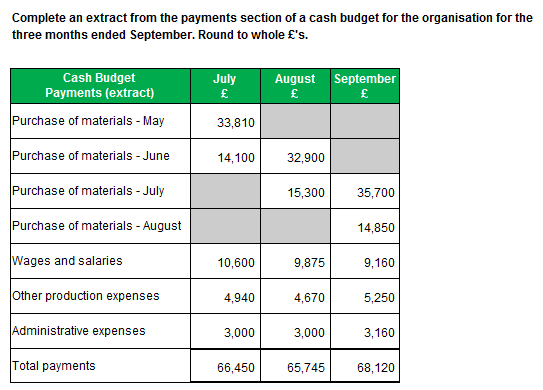 Complete an extract from the payments section of a cash budget for the organisation for the
three months ended September. Round to whole £'s.
Cash Budget July August September
Payments (extract) £ £ £
Purchase of materials - May 33,810
Purchase of materials - June 14,100 32,900
Purchase of materials - July 15,300 35,700
Purchase of materials - August 14,850
Wages and salaries 10,600 9,875 9,160
Other production expenses 4,940 4,670 5,250
Administrative expenses 3,000 3,000 3,160
Total payments 66,450 65,745 68,120